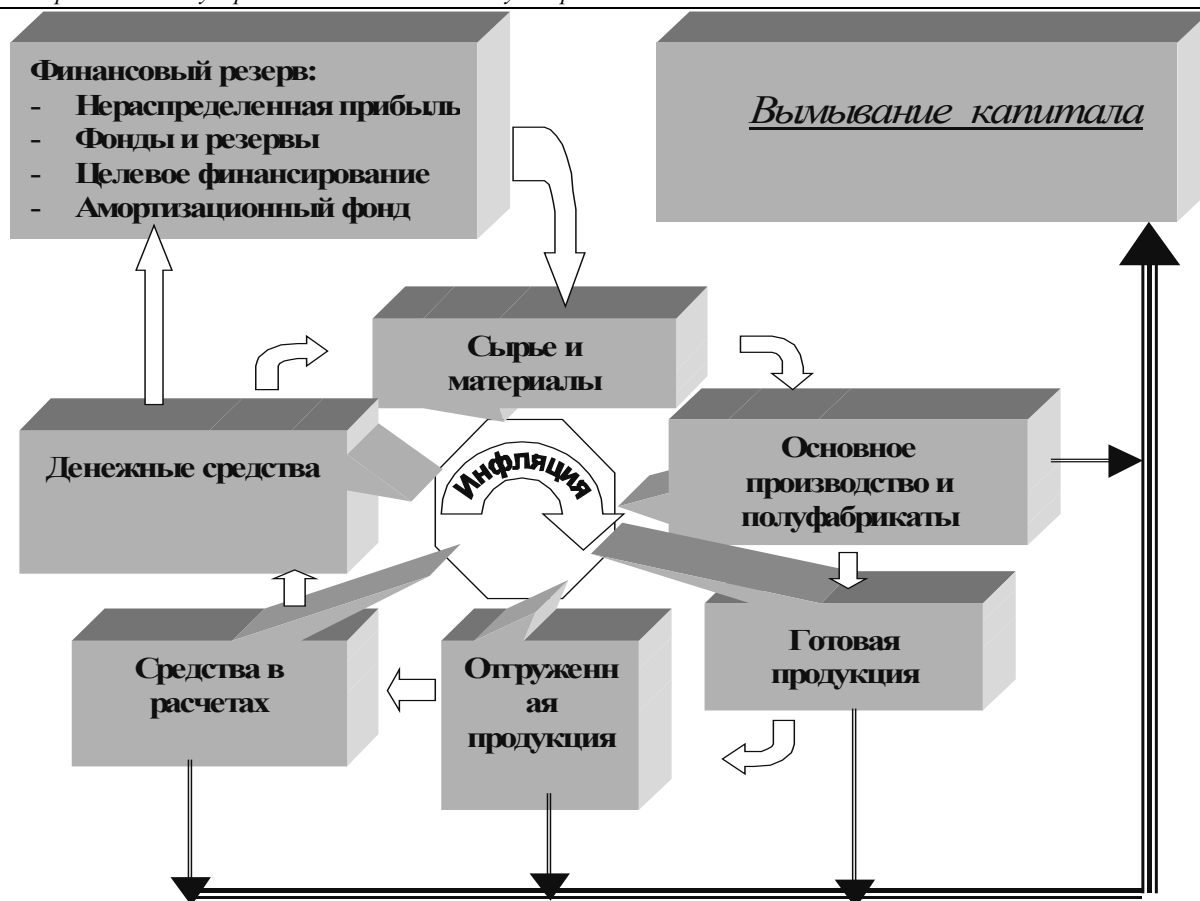 Финансовый резерв:
- Нераспределенная прибыль
- Фонды и резервы
- Целевое финансирование
- Амортизационный фонд
Вымывание капитала
Сырье и
материалы
Денежные средства
Инфляция
Основное
производство и
полуфабрикаты
Средства в
расчетах
Отгруженн
ая
продукция
Готовая
продукция